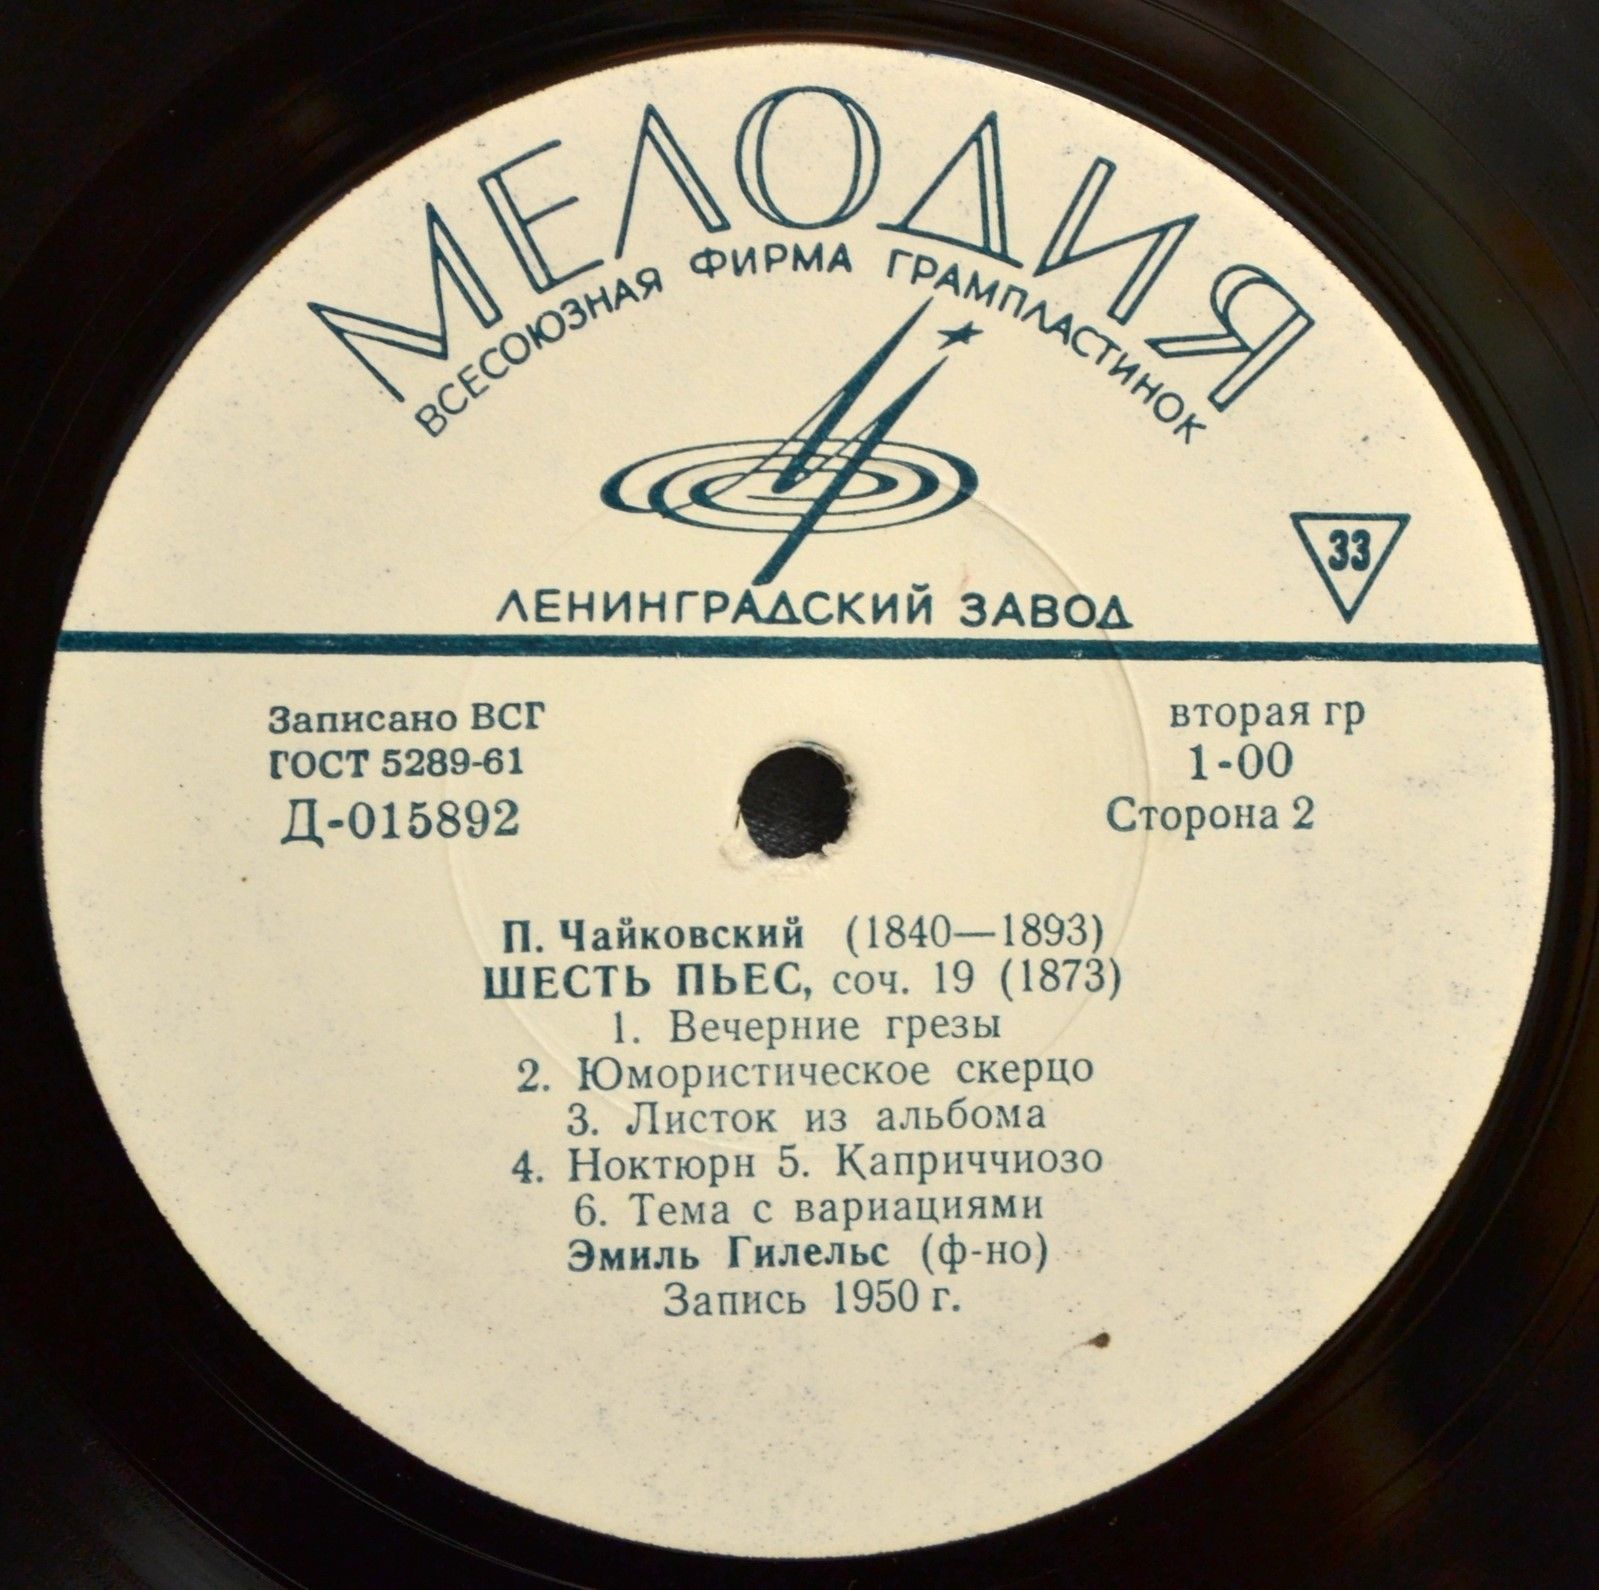 МЕЛОДИЯ
ВСЕСОЮЗНАЯ ФИРМА ГРАМПЛАСТИНОК
33
ЛЕНИНГРАДСКИЙ ЗАВОД
Записано ВСГ
ГОСТ 5289-61
Д-015892
вторая гр
1-00
Сторона 2
П. Чайковский (1840—1893)
ШЕСТЬ ПЬЕС, соч. 19 (1873)
1. Вечерние грезы
2. Юмористическое скерцо
3. Листок из альбома
4. Ноктюрн 5. Каприччиозо
6. Тема с вариациями
Эмиль Гилельс (ф-но)
Запись 1950 г.